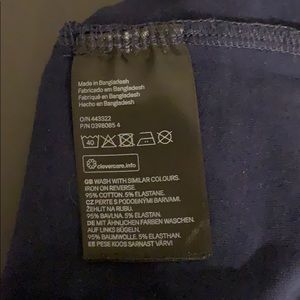 Made in Bangladesh
Fabricado em Bangladesh
Fabriqué en Bangladesh
Hecho en Bangladesh
O/N 443322
P/N 0398085 4
40
clevercare.info
GB WASH WITH SIMILAR COLOURS.
IRON ON REVERSE.
95% COTTON. 5% ELASTANE.
CZ PERTE S PODOBNÝMI BARVAMI.
ŽEHLIT NA RUBU.
95% BAVLNA. 5% ELASTAN.
DE MIT ÄHNLICHEN FARBEN WASCHEN.
AUF LINKS BÜGELN.
95% BAUMWOLLE. 5% ELASTHAN.
EE PESE KOOS SARNAST VÄRVI